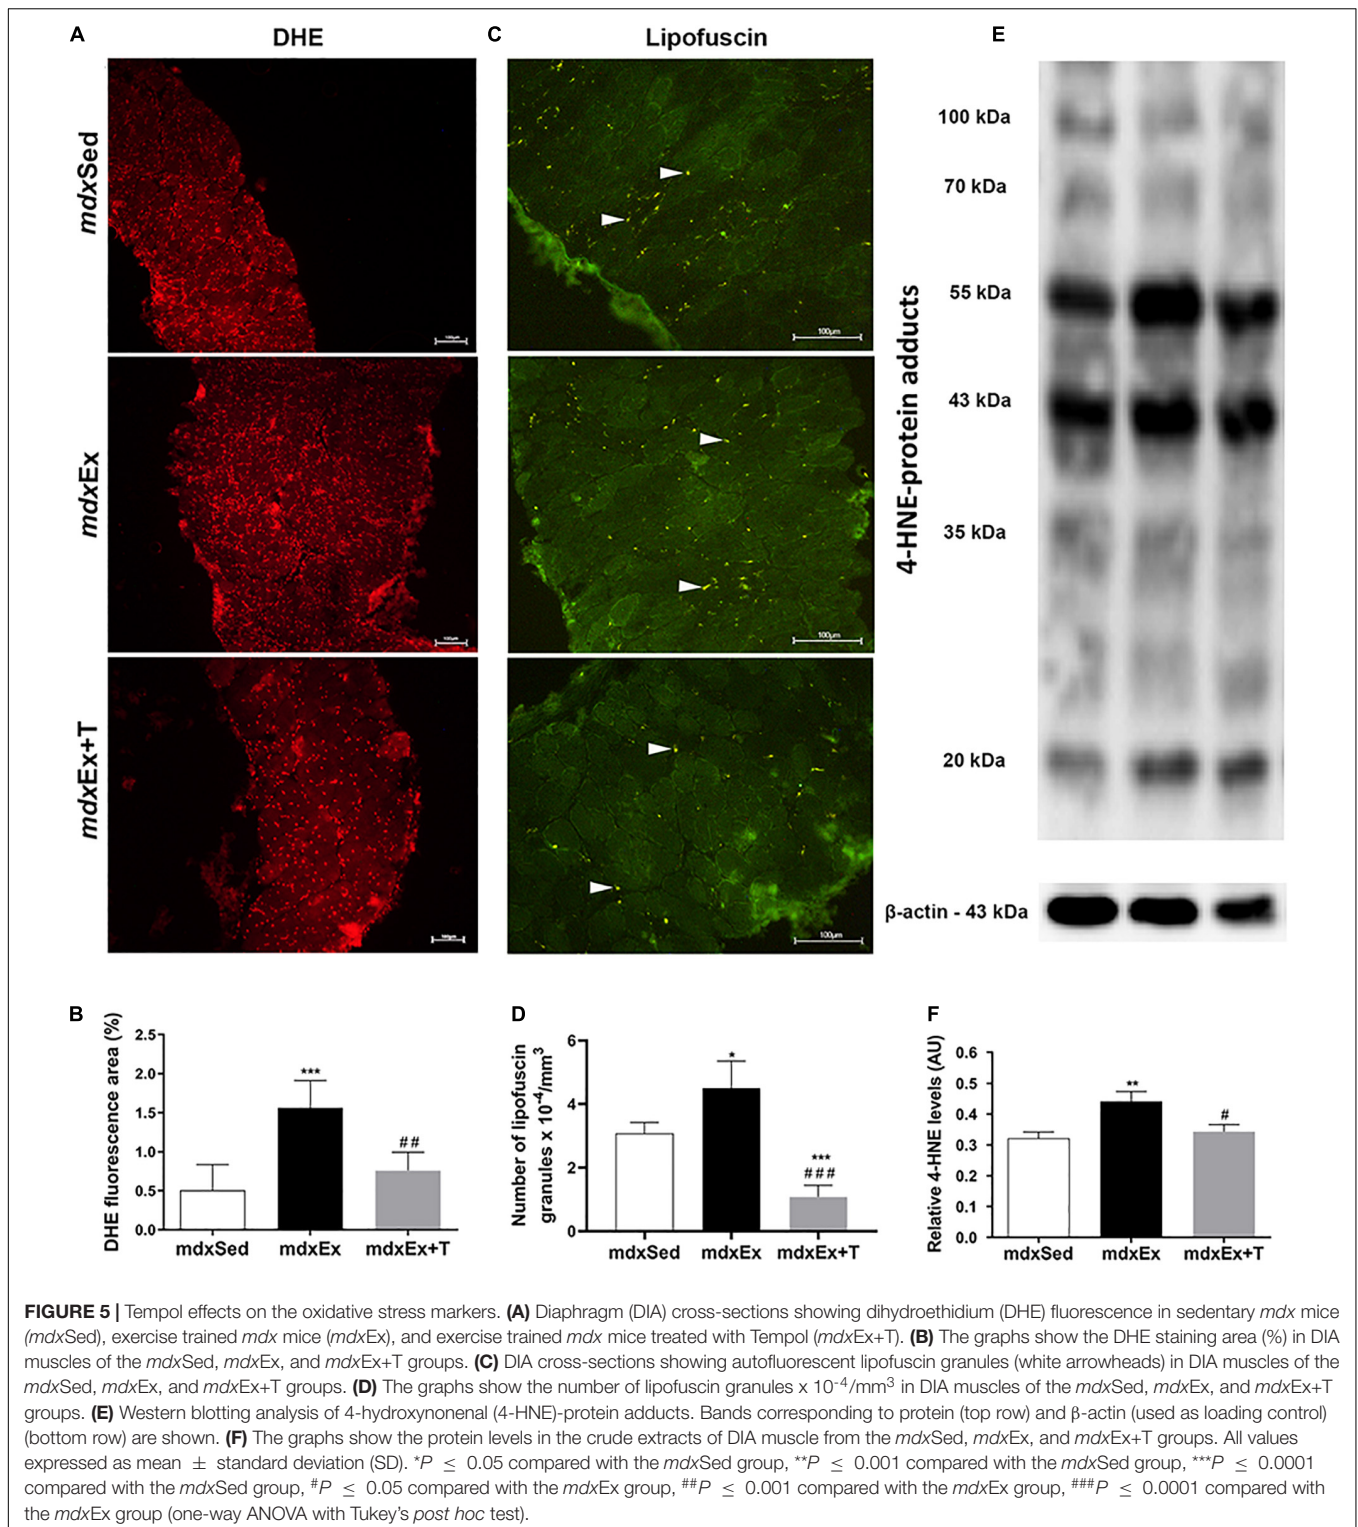 A
DHE
C
Lipofuscin
E
mdxSed
100µm
100µm
mdxEx
100µm
100µm
mdxEx+T
100µm
100µm
4-HNE-protein adducts
100 kDa
70 kDa
55 kDa
43 kDa
35 kDa
20 kDa
β-actin - 43 kDa
B
DHE fluorescence area (%)
2.5
2.0
1.5
1.0
0.5
0.0
***
##
mdxSed mdxEx mdxEx+T
D
Number of lipofuscin
granules x 10⁻⁴/mm³
6
4
2
0
*
***
###
mdxSed mdxEx mdxEx+T
F
Relative 4-HNE levels (AU)
0.6
0.5
0.4
0.3
0.2
0.1
0.0
**
#
mdxSed mdxEx mdxEx+T
FIGURE 5 | Tempol effects on the oxidative stress markers. (A) Diaphragm (DIA) cross-sections showing dihydroethidium (DHE) fluorescence in sedentary mdx mice
(mdxSed), exercise trained mdx mice (mdxEx), and exercise trained mdx mice treated with Tempol (mdxEx+T). (B) The graphs show the DHE staining area (%) in DIA
muscles of the mdxSed, mdxEx, and mdxEx+T groups. (C) DIA cross-sections showing autofluorescent lipofuscin granules (white arrowheads) in DIA muscles of the
mdxSed, mdxEx, and mdxEx+T groups. (D) The graphs show the number of lipofuscin granules x 10⁻⁴/mm³ in DIA muscles of the mdxSed, mdxEx, and mdxEx+T
groups. (E) Western blotting analysis of 4-hydroxynonenal (4-HNE)-protein adducts. Bands corresponding to protein (top row) and β-actin (used as loading control)
(bottom row) are shown. (F) The graphs show the protein levels in the crude extracts of DIA muscle from the mdxSed, mdxEx, and mdxEx+T groups. All values
expressed as mean ± standard deviation (SD). *P ≤ 0.05 compared with the mdxSed group, **P ≤ 0.001 compared with the mdxSed group, ***P ≤ 0.0001
compared with the mdxSed group, #P ≤ 0.05 compared with the mdxEx group, ##P ≤ 0.001 compared with the mdxEx group, ###P ≤ 0.0001 compared with
the mdxEx group (one-way ANOVA with Tukey's post hoc test).